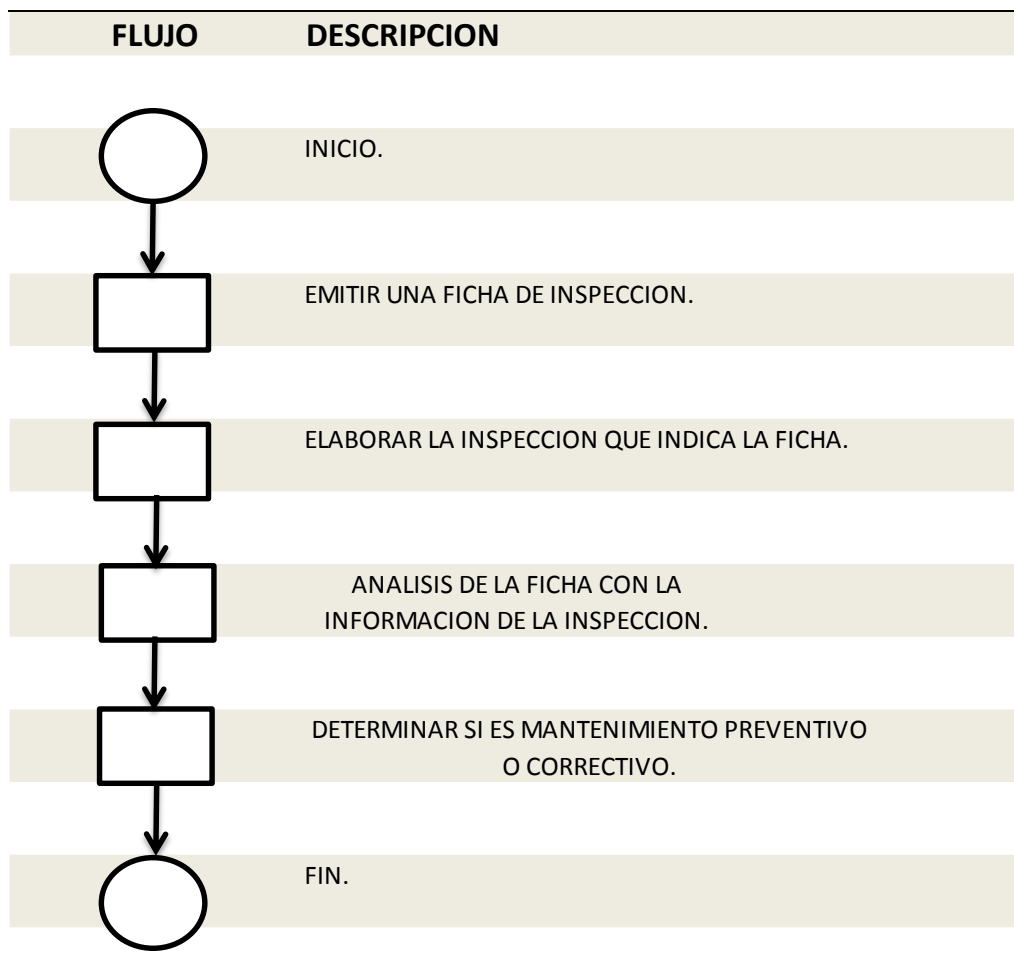 FLUJO DESCRIPCION
INICIO.
EMITIR UNA FICHA DE INSPECCION.
ELABORAR LA INSPECCION QUE INDICA LA FICHA.
ANALISIS DE LA FICHA CON LA
INFORMACION DE LA INSPECCION.
DETERMINAR SI ES MANTENIMIENTO PREVENTIVO
O CORRECTIVO.
FIN.